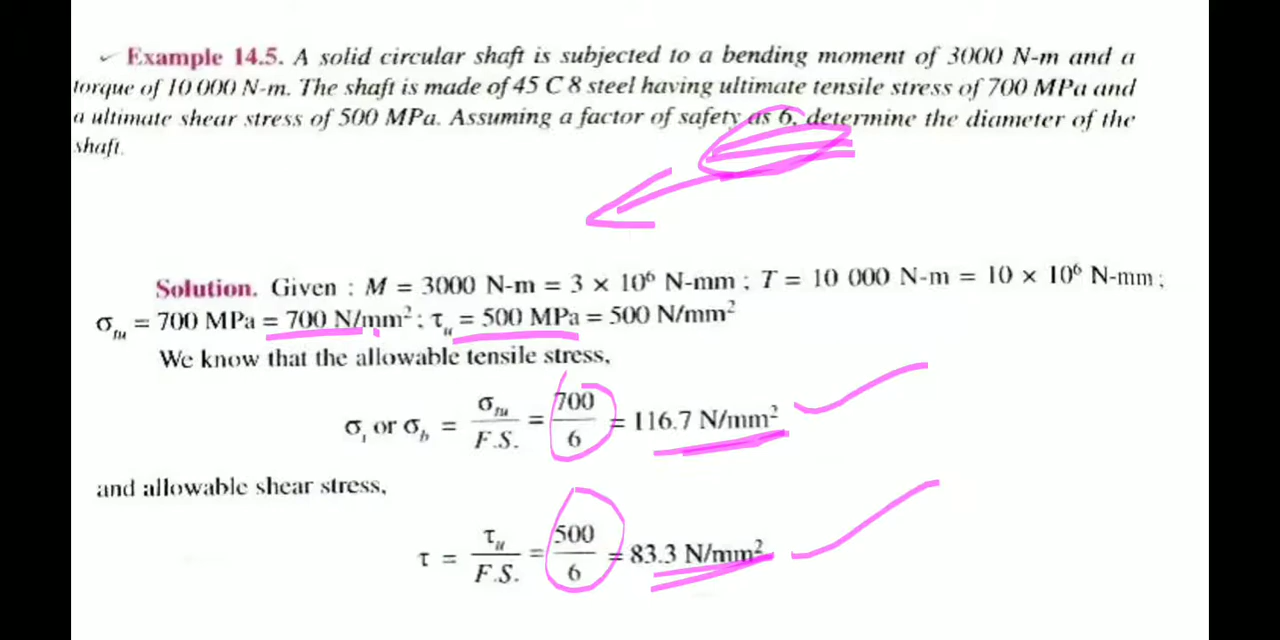 Example 14.5. A solid circular shaft is subjected to a bending moment of 3000 N-m and a
torque of 10 000 N-m. The shaft is made of 45 C 8 steel having ultimate tensile stress of 700 MPa and
a ultimate shear stress of 500 MPa. Assuming a factor of safety as 6, determine the diameter of the
shaft.
Solution. Given : M = 3000 N-m = 3 × 10⁶ N-mm ; T = 10 000 N-m = 10 × 10⁶ N-mm ;
σ_tu = 700 MPa = 700 N/mm² ; τ_u = 500 MPa = 500 N/mm²
We know that the allowable tensile stress,
σ_t or σ_b = σ_tu / F.S. = 700 / 6 = 116.7 N/mm²
and allowable shear stress,
τ = τ_u / F.S. = 500 / 6 = 83.3 N/mm²